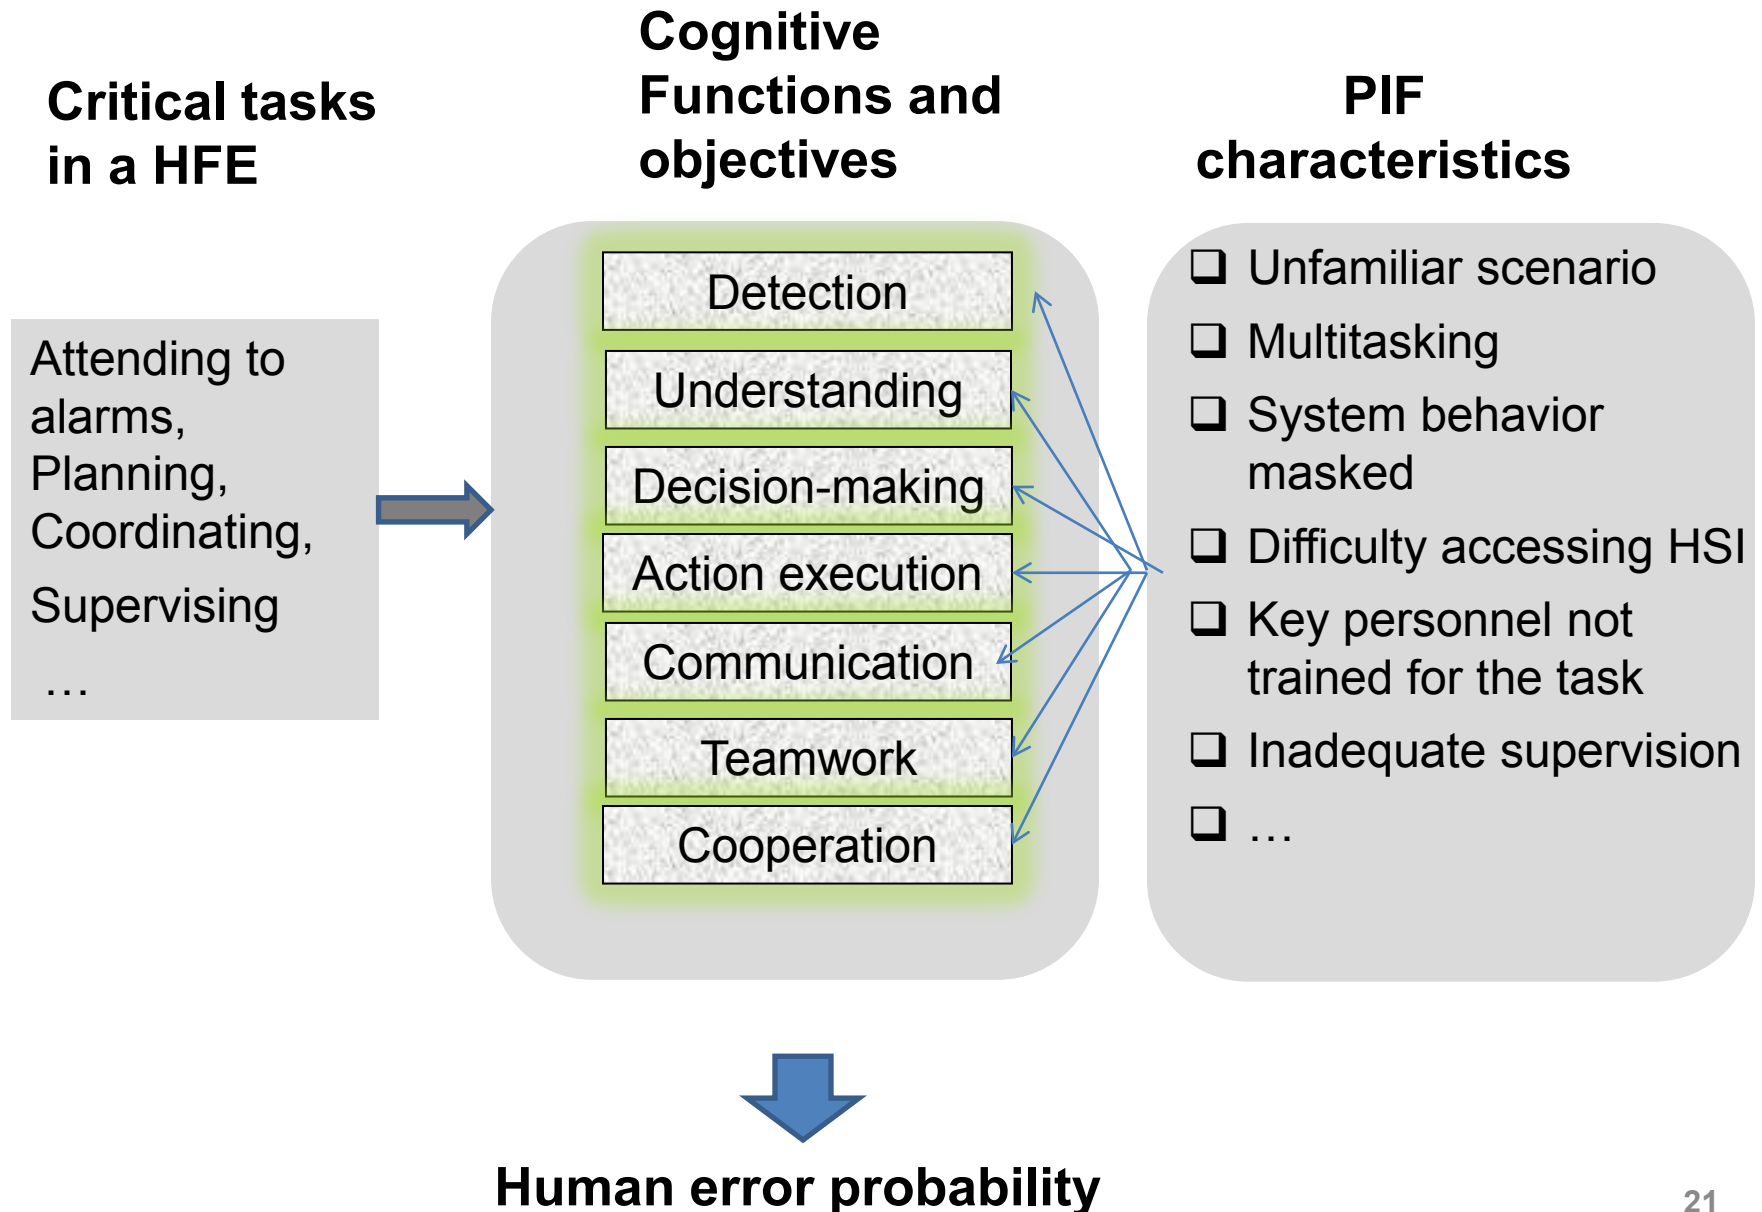 Critical tasks
in a HFE
Attending to
alarms,
Planning,
Coordinating,
Supervising
…
Cognitive
Functions and
objectives
Detection
Understanding
Decision-making
Action execution
Communication
Teamwork
Cooperation
PIF
characteristics
❑ Unfamiliar scenario
❑ Multitasking
❑ System behavior
masked
❑ Difficulty accessing HSI
❑ Key personnel not
trained for the task
❑ Inadequate supervision
❑ …
Human error probability
21